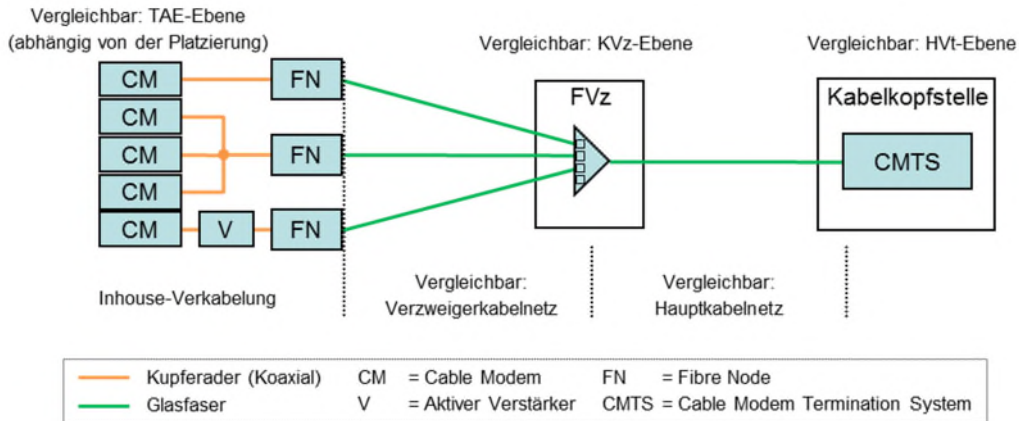 Vergleichbar: TAE-Ebene
(abhängig von der Platzierung)
Vergleichbar: KVz-Ebene
Vergleichbar: HVt-Ebene
CM
FN
CM
CM
FN
CM
CM
V
FN
FVz
Kabelkopfstelle
CMTS
Inhouse-Verkabelung
Vergleichbar:
Verzweigerkabelnetz
Vergleichbar:
Hauptkabelnetz
Kupferader (Koaxial) CM = Cable Modem FN = Fibre Node
Glasfaser V = Aktiver Verstärker CMTS = Cable Modem Termination System